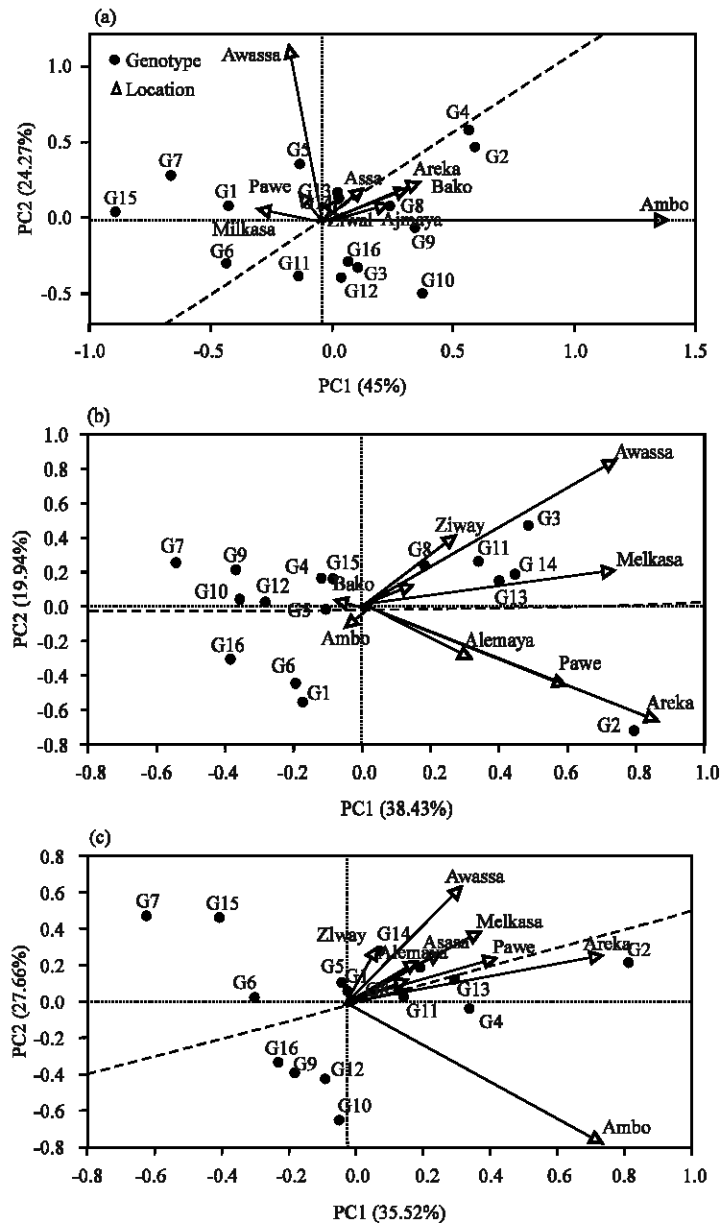 (a)
Genotype
Location
Awassa
G4
G5
G2
G7
Areka
Assa
Pawe
Bako
G15
G1
G8
Ambo
Ziwal
Ajmaya
Milkasa
G9
G6
G16
G11
G3
G12
G10
1.0
0.5
0.0
-0.5
PC2 (24.27%)
-1.0 -0.5 0.0 0.5 1.0 1.5
PC1 (45%)
(b)
Awassa
Ziway
G3
G7
G9
G8
G11
G4 G15
G 14
Melkasa
G10
G12
Bako
G13
G5
Ambo
G16
Alemaya
G6
Pawe
G1
Areka
G2
1.0
0.8
0.6
0.4
0.2
0.0
-0.2
-0.4
-0.6
-0.8
PC2 (19.94%)
-0.8 -0.6 -0.4 -0.2 0.0 0.2 0.4 0.6 0.8 1.0
PC1 (38.43%)
(c)
Awassa
G7
G15
Melkasa
Zlway
G14
Asasa
Alemaya
Pawe
Areka
G2
G5
G1
G6
G13
G11
G4
G16
G9
G12
G10
Ambo
0.8
0.6
0.4
0.2
0.0
-0.2
-0.4
-0.6
-0.8
PC2 (27.66%)
-0.8 -0.6 -0.4 -0.2 0.0 0.2 0.4 0.6 0.8 1.0
PC1 (35.52%)